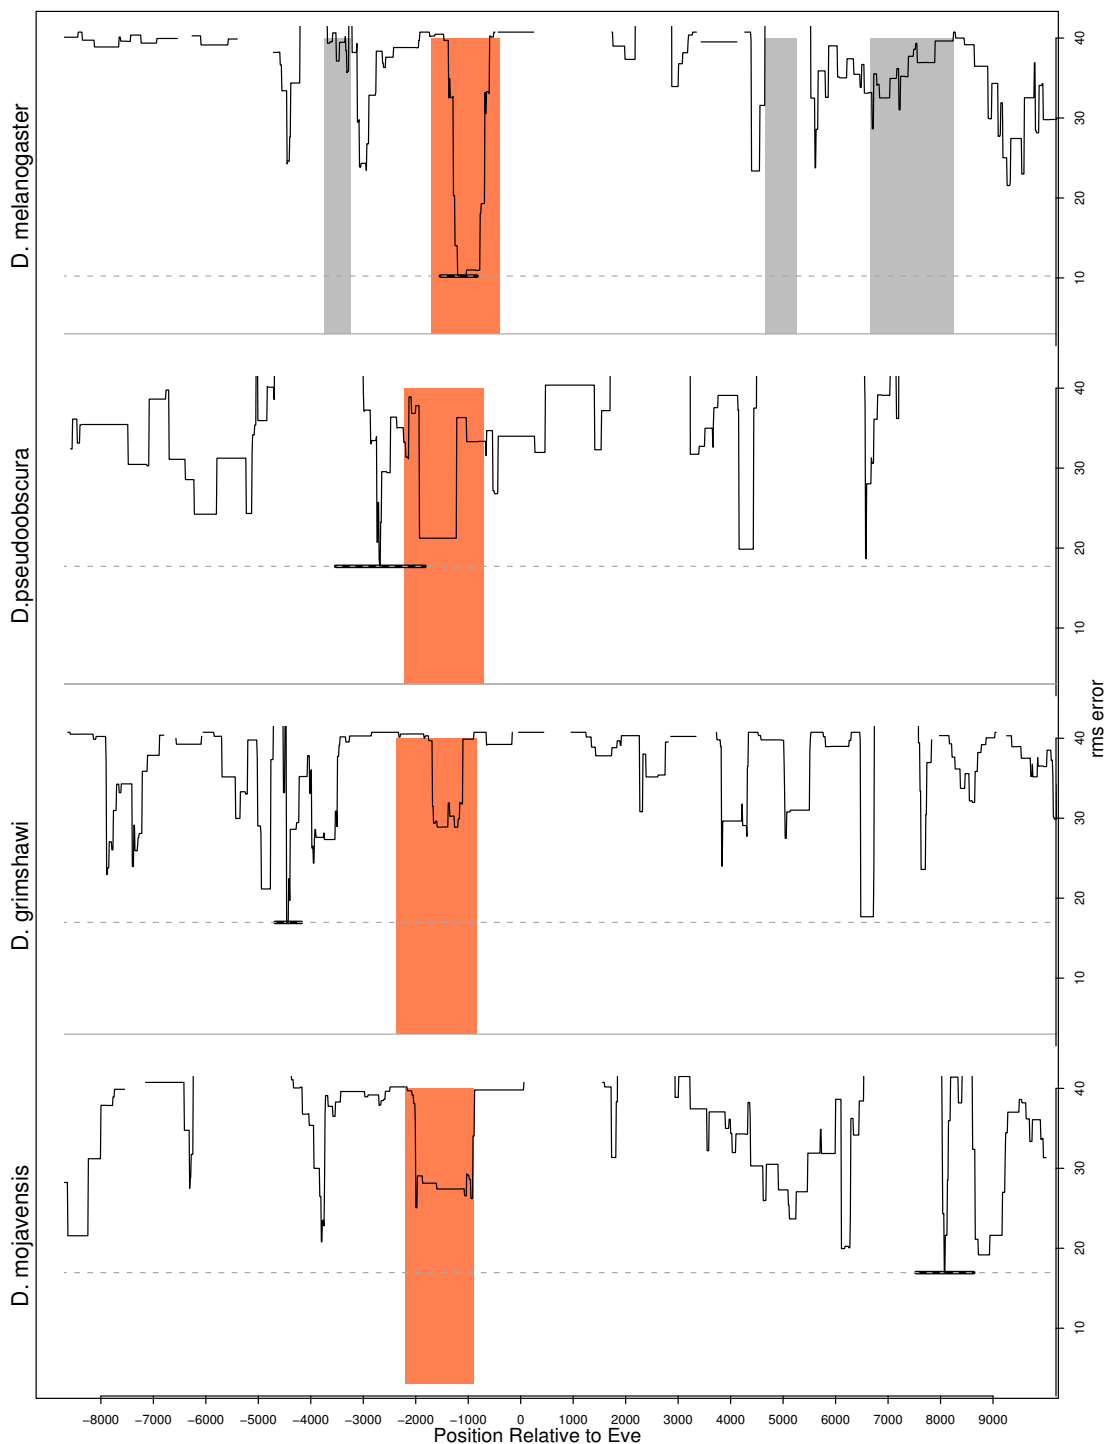 D. melanogaster
10 20 30 40
D.pseudoobscura
10 20 30 40
D. grimshawi
10 20 30 40
D. mojavensis
10 20 30 40
rms error
−8000 −7000 −6000 −5000 −4000 −3000 −2000 −1000 0 1000 2000 3000 4000 5000 6000 7000 8000 9000
Position Relative to Eve